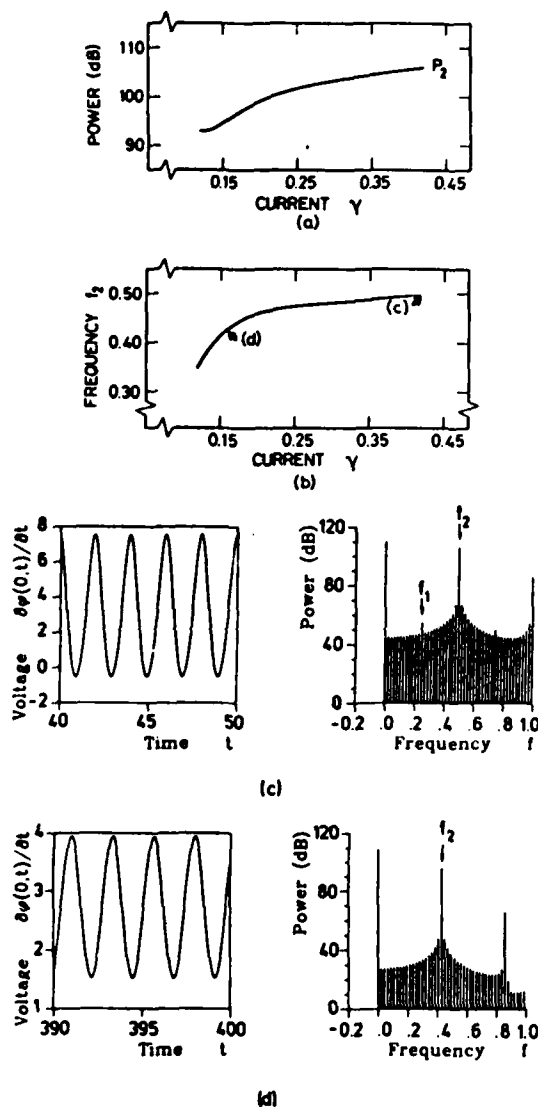 POWER (dB)
110
100
90
P2
0.15 0.25 0.35 0.45
CURRENT γ
(a)
FREQUENCY f2
0.50
0.40
0.30
(c)
(d)
0.15 0.25 0.35 0.45
CURRENT γ
(b)
Voltage ∂φ(0,t)/∂t
8
6
4
2
0
-2
40 45 50
Time t
Power (dB)
120
80
40
0
f2
f1
-0.2 .0 .2 .4 .6 .8 1.0
Frequency f
(c)
Voltage ∂φ(0,t)/∂t
4
3
2
1
390 395 400
Time t
Power (dB)
120
80
40
0
f2
-0.2 .0 .2 .4 .6 .8 1.0
Frequency f
(d)